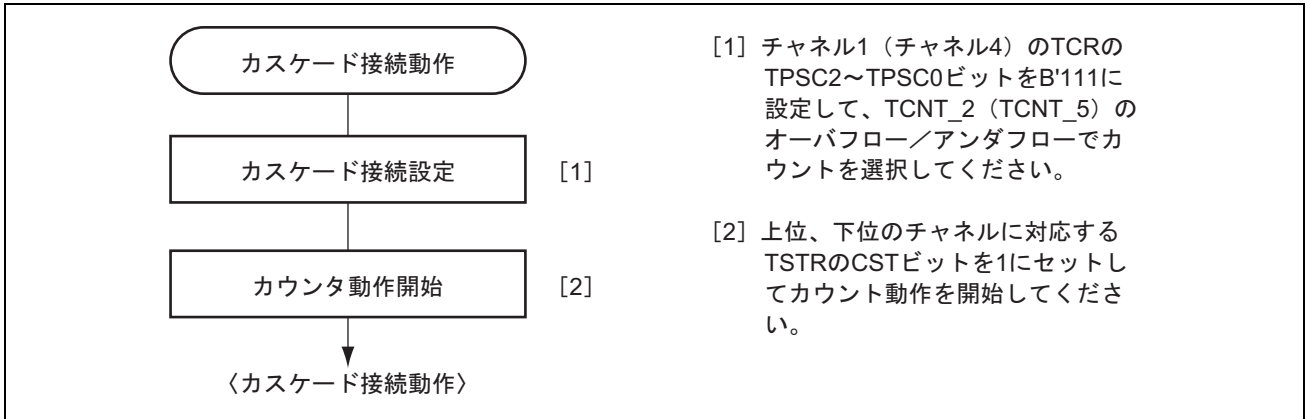 カスケード接続動作
カスケード接続設定
[1]
カウンタ動作開始
[2]
〈カスケード接続動作〉
[1] チャネル1（チャネル4）のTCRの
TPSC2～TPSC0ビットをB'111に
設定して、TCNT_2（TCNT_5）の
オーバフロー／アンダフローでカ
ウントを選択してください。
[2] 上位、下位のチャネルに対応する
TSTRのCSTビットを1にセットし
てカウント動作を開始してくださ
い。